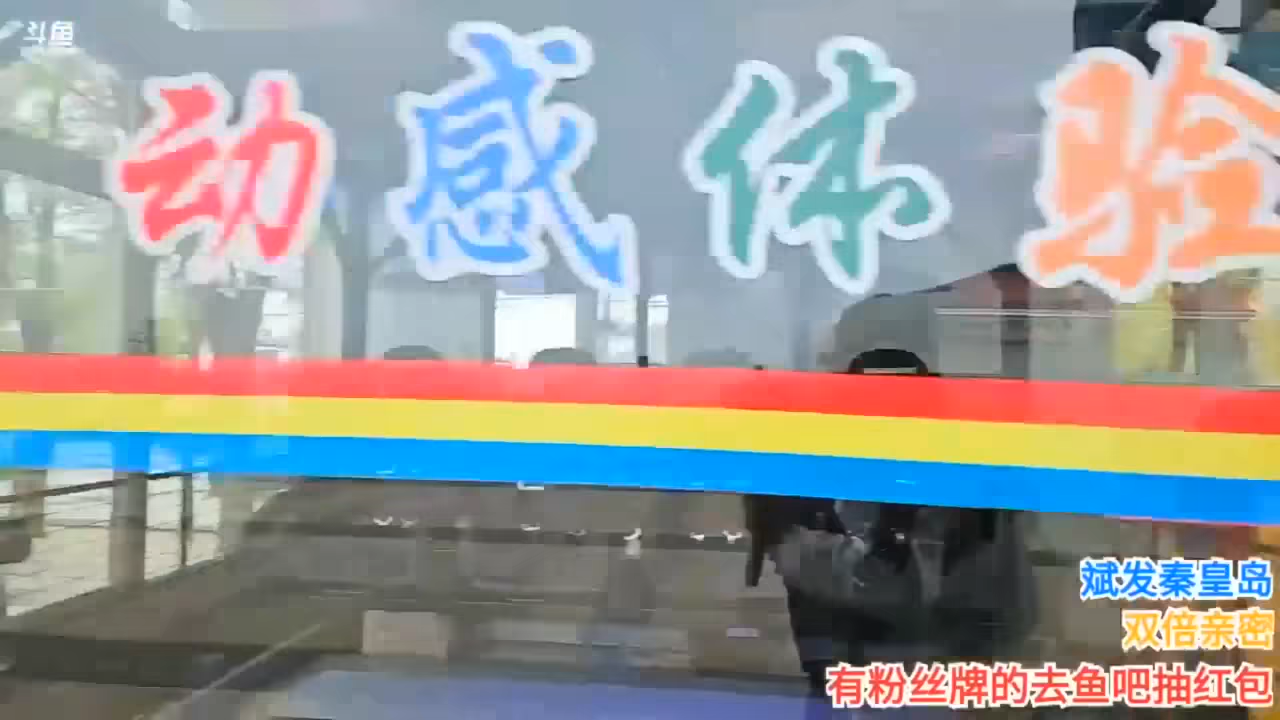 斗鱼
动感体验
斌发秦皇岛
双倍亲密
有粉丝牌的去鱼吧抽红包